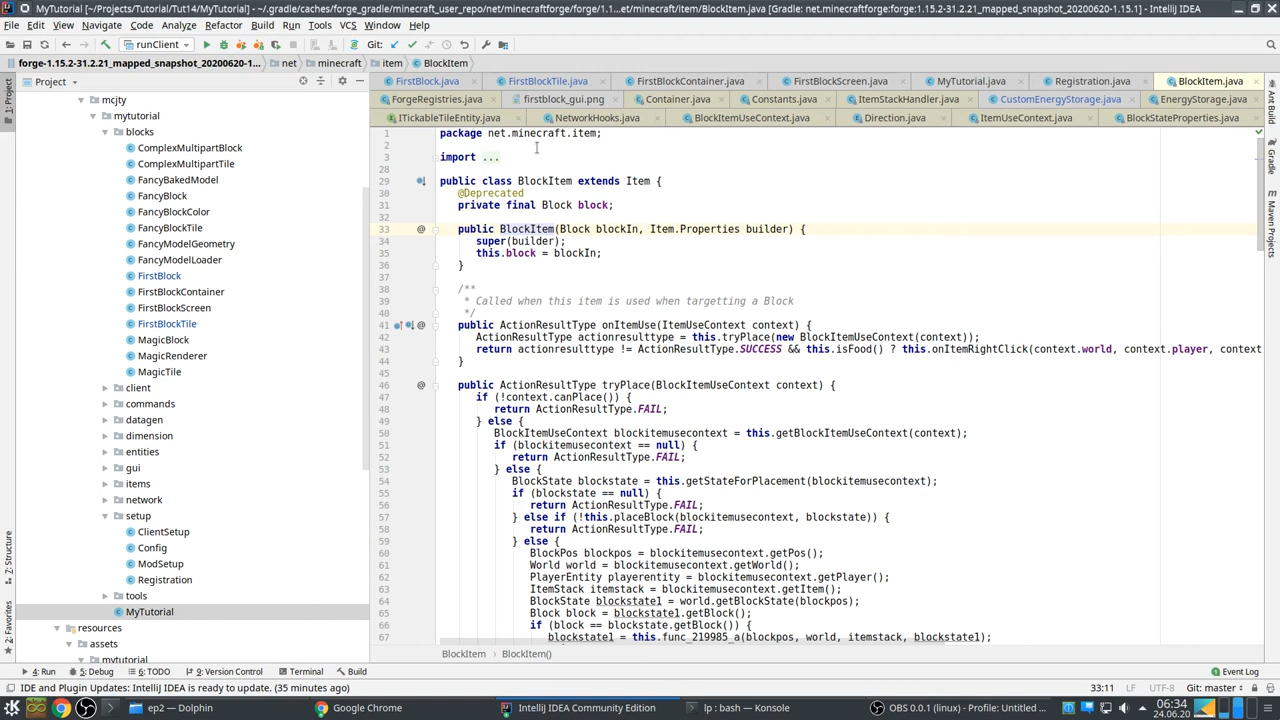 MyTutorial [~/Projects/Tutorial/Tut14/MyTutorial] - ~/.gradle/caches/forge_gradle/minecraft_user_repo/net/minecraftforge/forge/1.1...et/minecraft/item/BlockItem.java [Gradle: net.minecraftforge:forge:1.15.2-31.2.21_mapped_snapshot_20200620-1.15.1] - IntelliJ IDEA
File Edit View Navigate Code Analyze Refactor Build Run Tools VCS Window Help
runClient Git:
forge-1.15.2-31.2.21_mapped_snapshot_20200620-1.15.1... net minecraft item BlockItem
Project
FirstBlock.java FirstBlockTile.java FirstBlockContainer.java FirstBlockScreen.java MyTutorial.java Registration.java BlockItem.java
ForgeRegistries.java firstblock_gui.png Container.java Constants.java ItemStackHandler.java CustomEnergyStorage.java EnergyStorage.java
ITickableTileEntity.java NetworkHooks.java BlockItemUseContext.java Direction.java ItemUseContext.java BlockStateProperties.java
1: Project
7: Structure
2: Favorites
Ant Build
Gradle
Maven Projects
mcjty
mytutorial
blocks
ComplexMultipartBlock
ComplexMultipartTile
FancyBakedModel
FancyBlock
FancyBlockColor
FancyBlockTile
FancyModelGeometry
FancyModelLoader
FirstBlock
FirstBlockContainer
FirstBlockScreen
FirstBlockTile
MagicBlock
MagicRenderer
MagicTile
client
commands
datagen
dimension
entities
gui
items
network
setup
ClientSetup
Config
ModSetup
Registration
tools
MyTutorial
resources
assets
mytutorial
1 package net.minecraft.item;
2
3 import ...
28
29 public class BlockItem extends Item {
30 @Deprecated
31 private final Block block;
32
33 @ public BlockItem(Block blockIn, Item.Properties builder) {
34 super(builder);
35 this.block = blockIn;
36 }
37
38 /**
39 * Called when this item is used when targetting a Block
40 */
41 @ public ActionResultType onItemUse(ItemUseContext context) {
42 ActionResultType actionresulttype = this.tryPlace(new BlockItemUseContext(context));
43 return actionresulttype != ActionResultType.SUCCESS && this.isFood() ? this.onItemRightClick(context.world, context.player, context
44 }
45
46 @ public ActionResultType tryPlace(BlockItemUseContext context) {
47 if (!context.canPlace()) {
48 return ActionResultType.FAIL;
49 } else {
50 BlockItemUseContext blockitemusecontext = this.getBlockItemUseContext(context);
51 if (blockitemusecontext == null) {
52 return ActionResultType.FAIL;
53 } else {
54 BlockState blockstate = this.getStateForPlacement(blockitemusecontext);
55 if (blockstate == null) {
56 return ActionResultType.FAIL;
57 } else if (!this.placeBlock(blockitemusecontext, blockstate)) {
58 return ActionResultType.FAIL;
59 } else {
60 BlockPos blockpos = blockitemusecontext.getPos();
61 World world = blockitemusecontext.getWorld();
62 PlayerEntity playerentity = blockitemusecontext.getPlayer();
63 ItemStack itemstack = blockitemusecontext.getItem();
64 BlockState blockstate1 = world.getBlockState(blockpos);
65 Block block = blockstate1.getBlock();
66 if (block == blockstate.getBlock()) {
67 blockstate1 = this.func_219985_a(blockpos, world, itemstack, blockstate1);
BlockItem BlockItem()
4: Run 5: Debug 6: TODO 9: Version Control Terminal Build Event Log
IDE and Plugin Updates: IntelliJ IDEA is ready to update. (35 minutes ago) 33:11 LF UTF-8 Git: master
ep2 — Dolphin Google Chrome IntelliJ IDEA Community Edition lp : bash — Konsole OBS 0.0.1 (linux) - Profile: Untitled ... 06:34
24.06.20